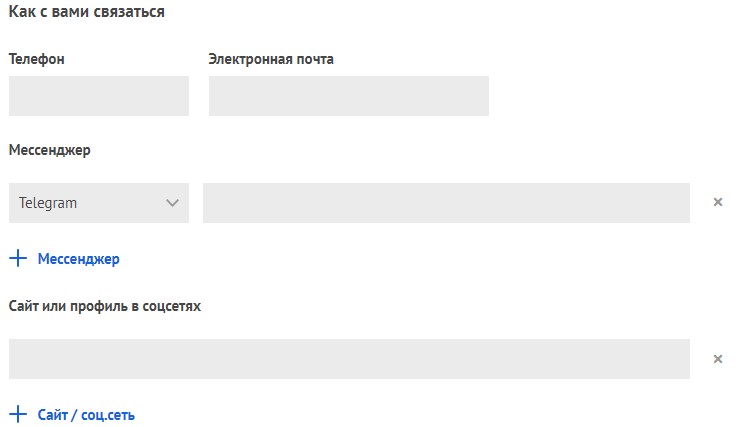 Как с вами связаться
Телефон Электронная почта
Мессенджер
Telegram
Мессенджер
Сайт или профиль в соцсетях
Сайт / соц.сеть